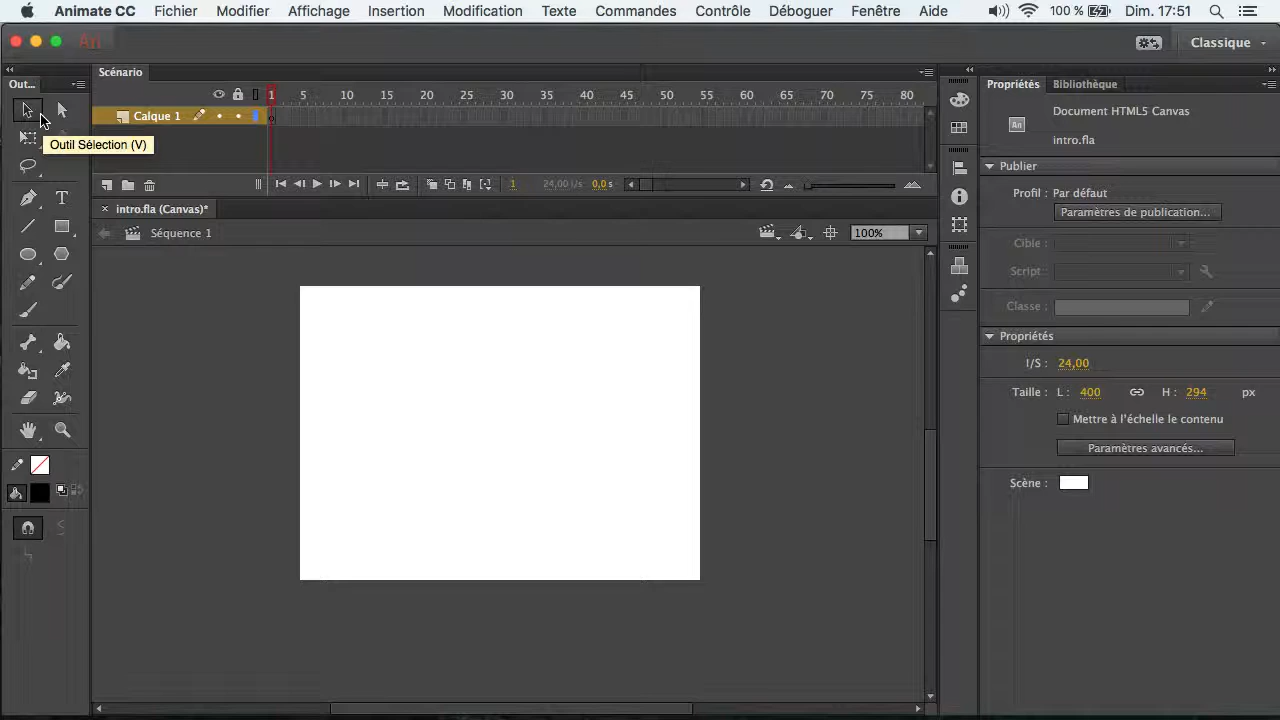 Animate CC Fichier Modifier Affichage Insertion Modification Texte Commandes Contrôle Déboguer Fenêtre Aide 100 % Dim. 17:51
An Classique
Out... Scénario Propriétés Bibliothèque
1 5 10 15 20 25 30 35 40 45 50 55 60 65 70 75 80
Calque 1
Outil Sélection (V)
1 24,00 i/s 0,0 s
intro.fla (Canvas)*
Séquence 1 100%
T
An
Document HTML5 Canvas
intro.fla
Publier
Profil : Par défaut
Paramètres de publication...
Cible :
Script :
Classe :
Propriétés
I/S : 24,00
Taille : L : 400 H : 294 px
Mettre à l'échelle le contenu
Paramètres avancés...
Scène :